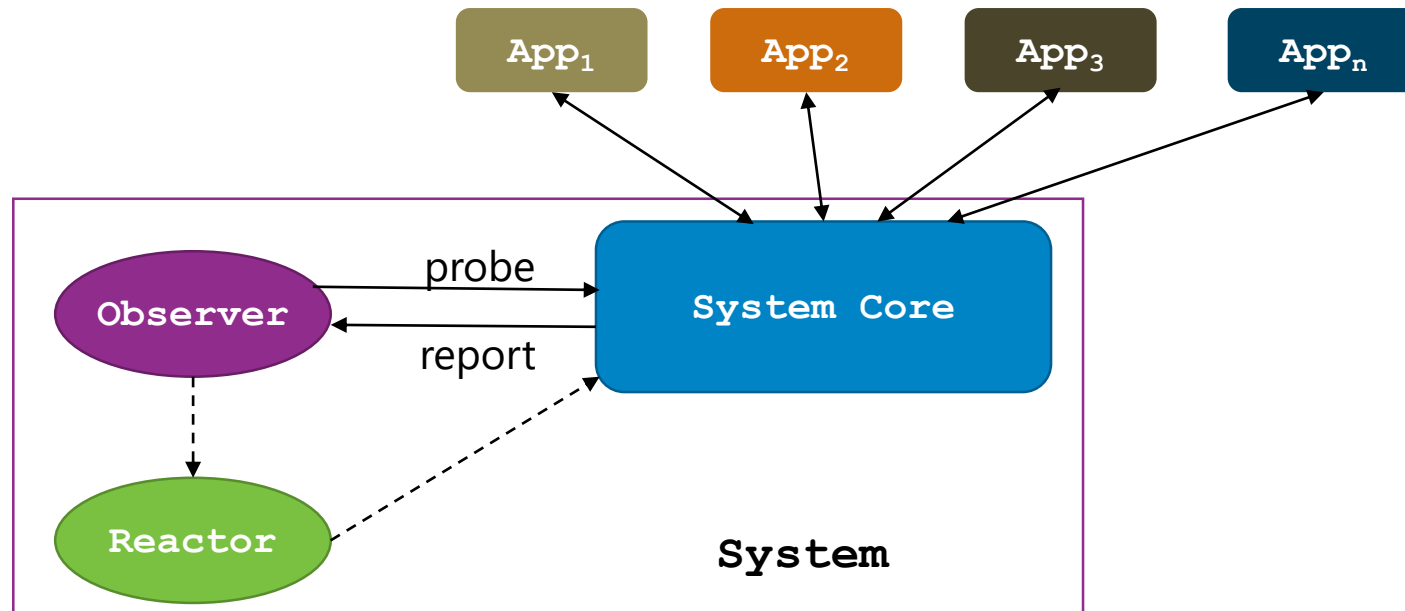 App₁ App₂ App₃ Appₙ
probe
Observer
System Core
report
Reactor
System